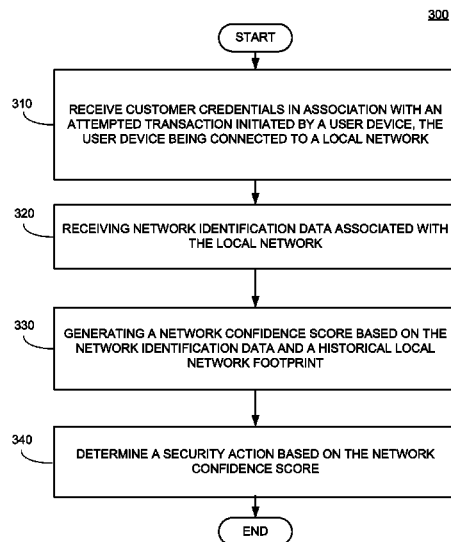 300
START
310
RECEIVE CUSTOMER CREDENTIALS IN ASSOCIATION WITH AN
ATTEMPTED TRANSACTION INITIATED BY A USER DEVICE, THE
USER DEVICE BEING CONNECTED TO A LOCAL NETWORK
320
RECEIVING NETWORK IDENTIFICATION DATA ASSOCIATED WITH
THE LOCAL NETWORK
330
GENERATING A NETWORK CONFIDENCE SCORE BASED ON THE
NETWORK IDENTIFICATION DATA AND A HISTORICAL LOCAL
NETWORK FOOTPRINT
340
DETERMINE A SECURITY ACTION BASED ON THE NETWORK
CONFIDENCE SCORE
END